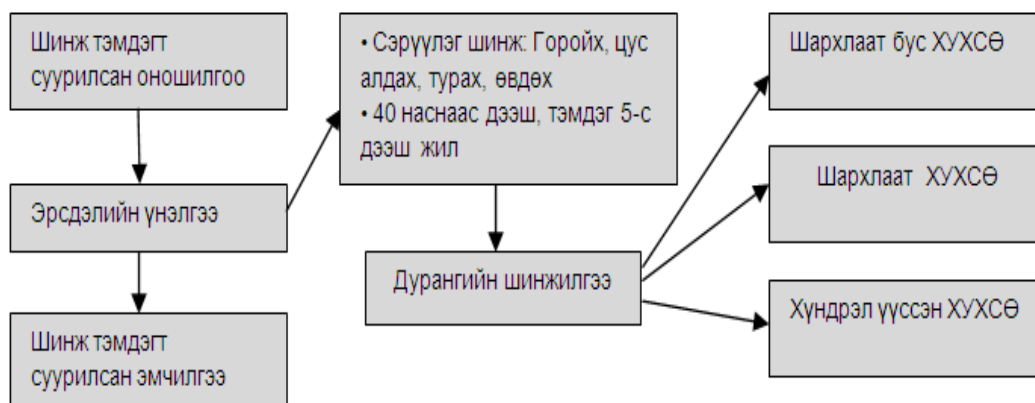 Шинж тэмдэгт
суурилсан оношилгоо
Эрсдэлийн үнэлгээ
Шинж тэмдэгт
суурилсан эмчилгээ
• Сэрүүлэг шинж: Горойх, цус
алдах, турах, өвдөх
• 40 наснаас дээш, тэмдэг 5-с
дээш жил
Дурангийн шинжилгээ
Шархлаат бус ХУХСӨ
Шархлаат ХУХСӨ
Хүндрэл үүссэн ХУХСӨ